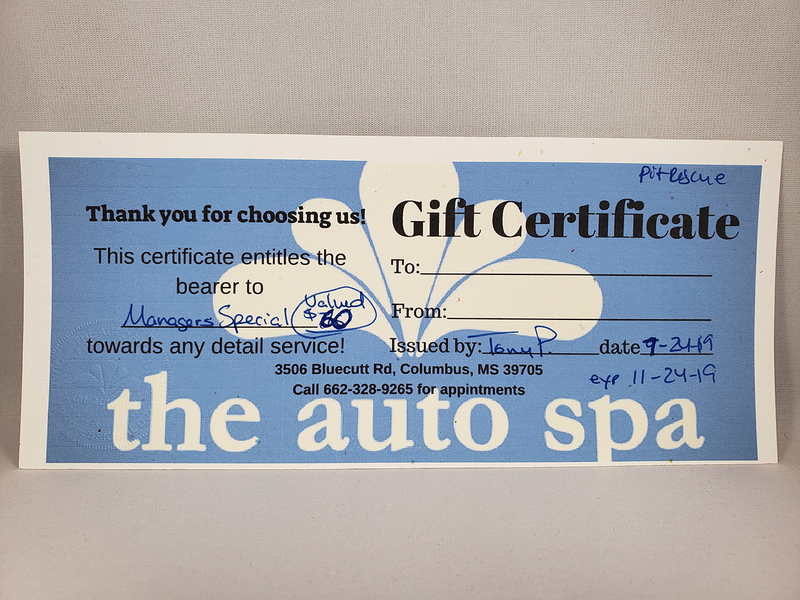 Pit Rescue
Thank you for choosing us!
This certificate entitles the
bearer to
Managers Special Valued
$60
towards any detail service!
Gift Certificate
To:
From:
Issued by: Tony P. date 9-24-19
exp 11-24-19
3506 Bluecutt Rd, Columbus, MS 39705
Call 662-328-9265 for appintments
the auto spa